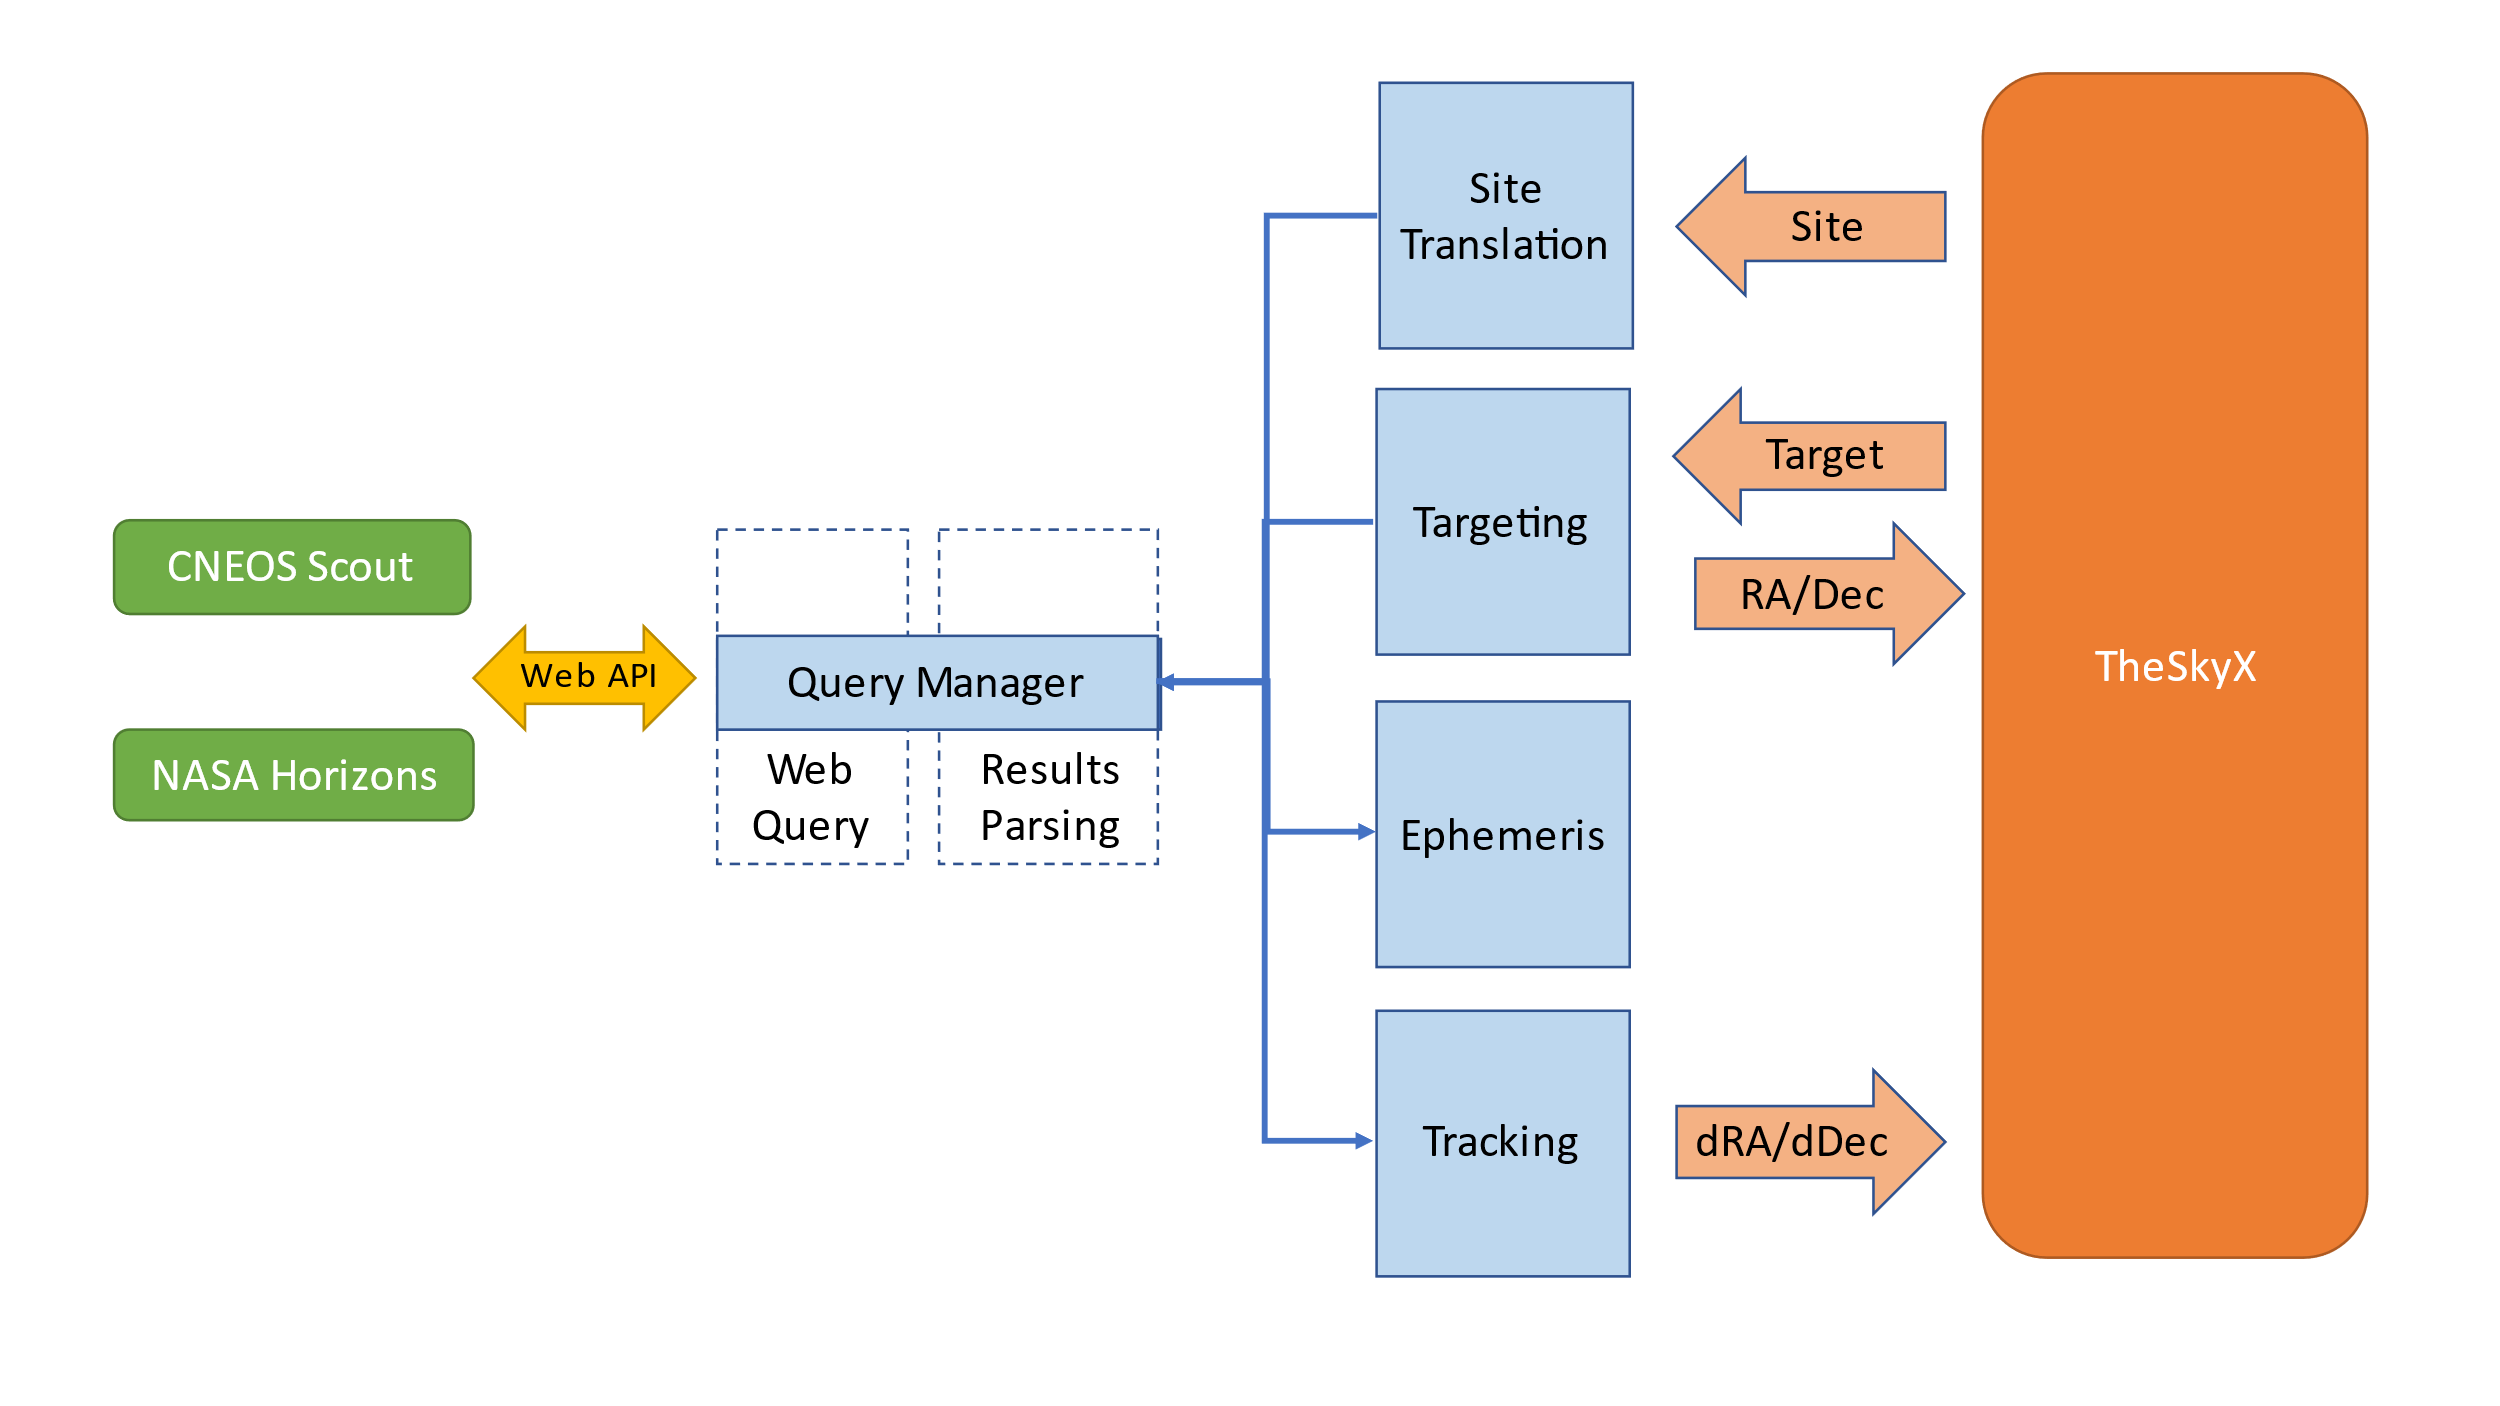 CNEOS Scout
NASA Horizons
Web API
Query Manager
Web
Query
Results
Parsing
Site
Translation
Targeting
Ephemeris
Tracking
Site
Target
RA/Dec
dRA/dDec
TheSkyX